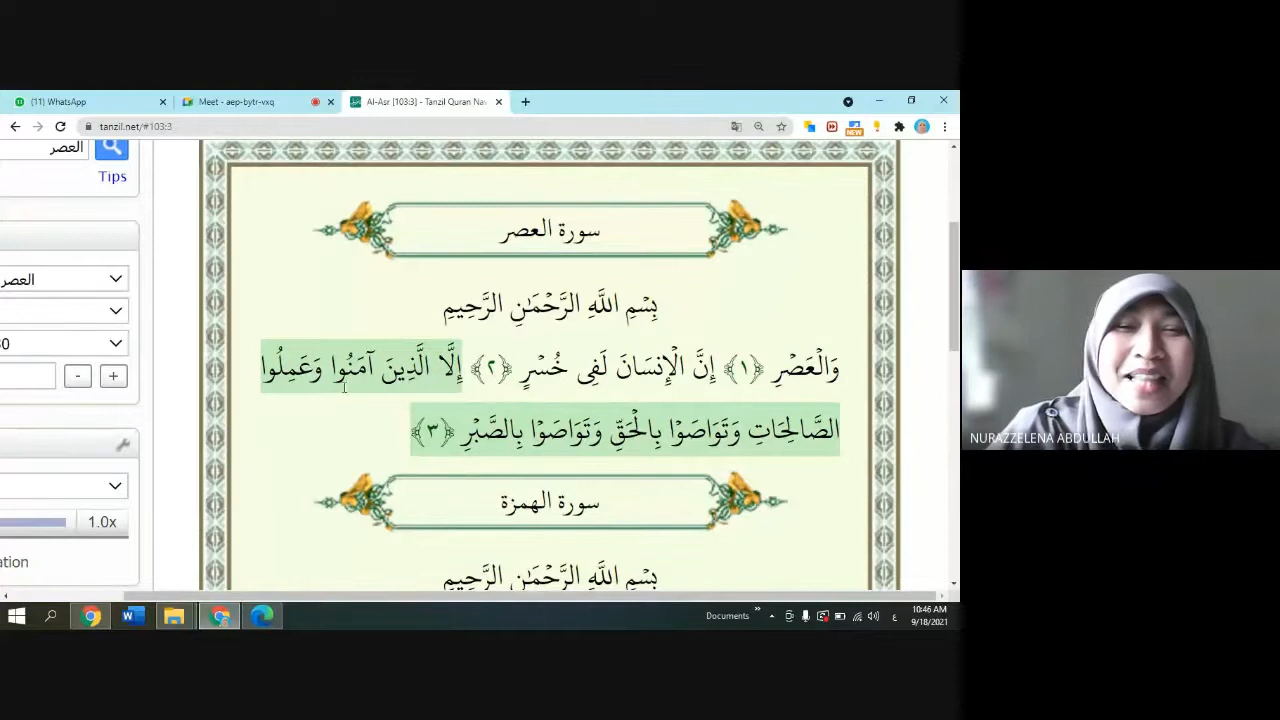 (11) WhatsApp
Meet - aep-bytr-vxq
Al-Asr [103:3] - Tanzil Quran Nav
tanzil.net/#103:3
NEW
العصر
Tips
العصر
30
- +
1.0x
ation
سورة العصر
بِسْمِ اللَّهِ الرَّحْمَٰنِ الرَّحِيمِ
وَالْعَصْرِ ﴿١﴾ إِنَّ الْإِنسَانَ لَفِي خُسْرٍ ﴿٢﴾ إِلَّا الَّذِينَ آمَنُوا وَعَمِلُوا
الصَّالِحَاتِ وَتَوَاصَوْا بِالْحَقِّ وَتَوَاصَوْا بِالصَّبْرِ ﴿٣﴾
سورة الهمزة
بِسْمِ اللَّهِ الرَّحْمَٰنِ الرَّحِيمِ
NURAZZELENA ABDULLAH
Documents
ع
10:46 AM
9/18/2021